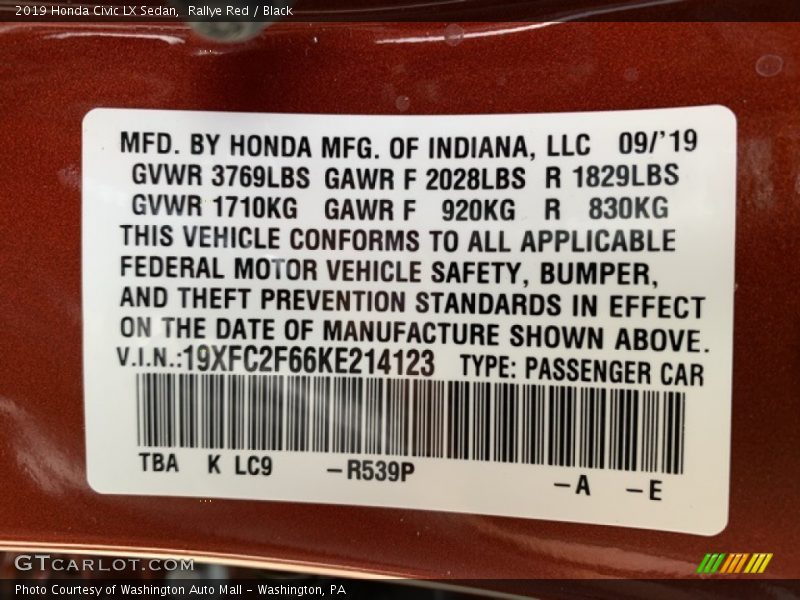 2019 Honda Civic LX Sedan,  Rallye Red / Black
MFD. BY HONDA MFG. OF INDIANA, LLC 09/'19
GVWR 3769LBS GAWR F 2028LBS R 1829LBS
GVWR 1710KG GAWR F 920KG R 830KG
THIS VEHICLE CONFORMS TO ALL APPLICABLE
FEDERAL MOTOR VEHICLE SAFETY, BUMPER,
AND THEFT PREVENTION STANDARDS IN EFFECT
ON THE DATE OF MANUFACTURE SHOWN ABOVE.
V.I.N.:19XFC2F66KE214123 TYPE: PASSENGER CAR
TBA K LC9 –R539P –A –E
GTCARLOT.COM
Photo Courtesy of Washington Auto Mall – Washington, PA